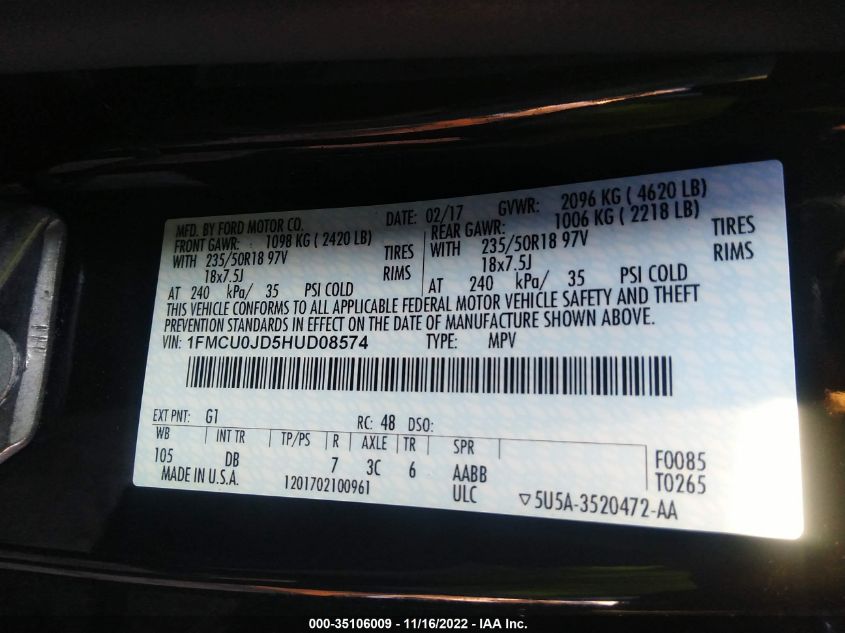 MFD. BY FORD MOTOR CO. DATE: 02/17 GVWR: 2096 KG ( 4620 LB)
FRONT GAWR: 1098 KG ( 2420 LB) REAR GAWR: 1006 KG ( 2218 LB)
WITH 235/50R18 97V TIRES WITH 235/50R18 97V TIRES
18x7.5J RIMS 18x7.5J RIMS
AT 240 kPa/ 35 PSI COLD AT 240 kPa/ 35 PSI COLD
THIS VEHICLE CONFORMS TO ALL APPLICABLE FEDERAL MOTOR VEHICLE SAFETY AND THEFT
PREVENTION STANDARDS IN EFFECT ON THE DATE OF MANUFACTURE SHOWN ABOVE.
VIN: 1FMCU0JD5HUD08574 TYPE: MPV
EXT PNT: G1 RC: 48 DSO:
WB INT TR TP/PS R AXLE TR SPR F0085
105 DB 7 3C 6 AABB T0265
MADE IN U.S.A. 1201702100961 ULC ▽5U5A-3520472-AA
000-35106009 - 11/16/2022 - IAA Inc.